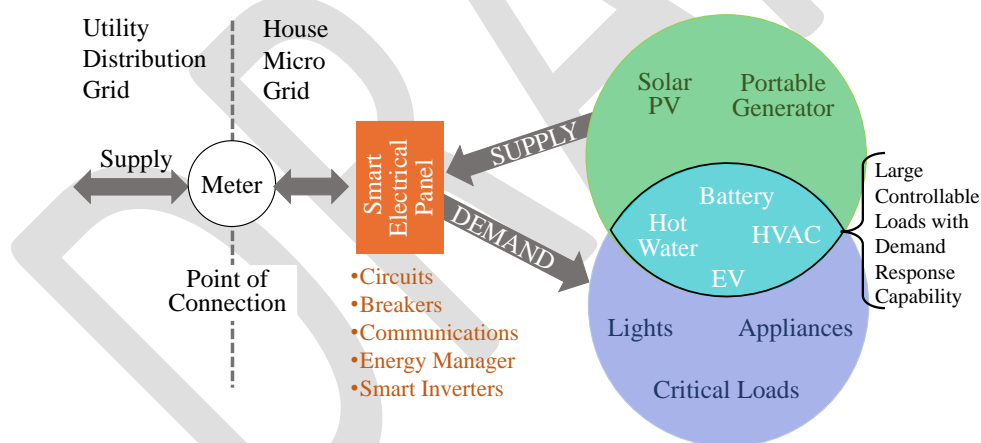 Utility
Distribution
Grid
House
Micro
Grid
Supply
Meter
Point of
Connection
Smart
Electrical
Panel
•Circuits
•Breakers
•Communications
•Energy Manager
•Smart Inverters
SUPPLY
DEMAND
Solar
PV
Portable
Generator
Battery
Hot
Water
HVAC
EV
Lights
Appliances
Critical Loads
Large
Controllable
Loads with
Demand
Response
Capability